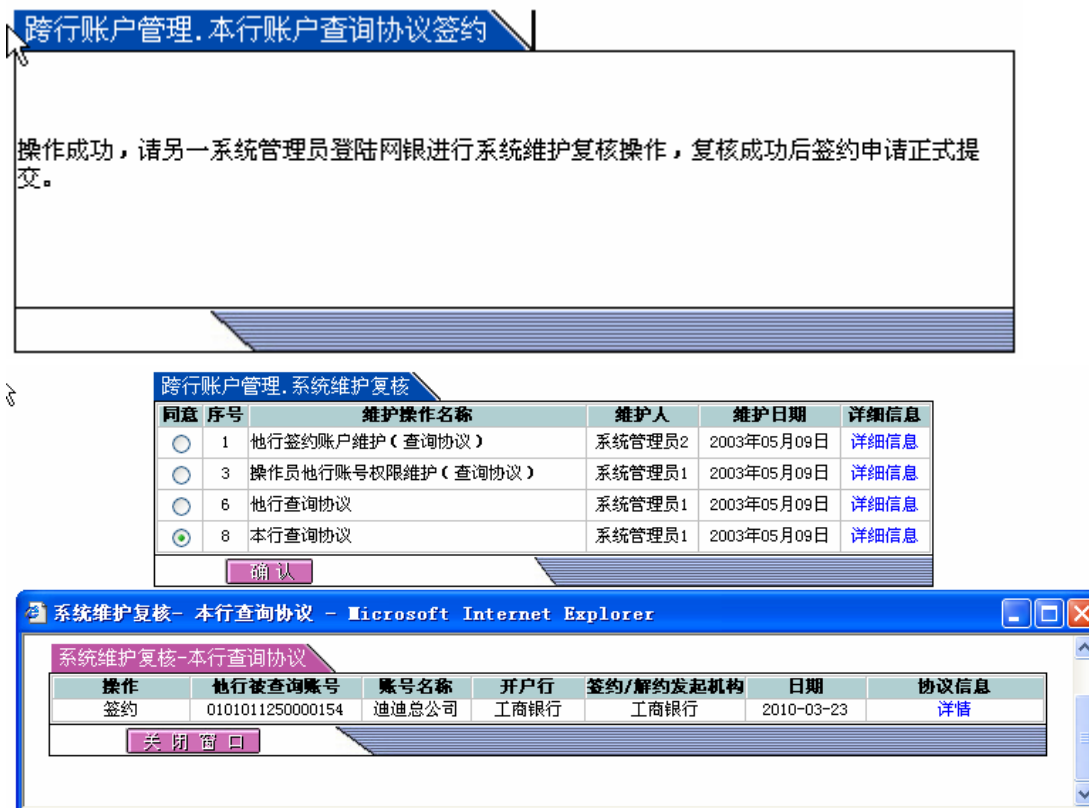 跨行账户管理.本行账户查询协议签约
操作成功，请另一系统管理员登陆网银进行系统维护复核操作，复核成功后签约申请正式提
交。
跨行账户管理.系统维护复核
同意 序号 维护操作名称 维护人 维护日期 详细信息
1 他行签约账户维护（查询协议） 系统管理员2 2003年05月09日 详细信息
3 操作员他行账号权限维护（查询协议） 系统管理员1 2003年05月09日 详细信息
6 他行查询协议 系统管理员1 2003年05月09日 详细信息
8 本行查询协议 系统管理员1 2003年05月09日 详细信息
确 认
系统维护复核- 本行查询协议 - Microsoft Internet Explorer
系统维护复核-本行查询协议
操作 他行被查询账号 账号名称 开户行 签约/解约发起机构 日期 协议信息
签约 0101011250000154 迪迪总公司 工商银行 工商银行 2010-03-23 详情
关 闭 窗 口